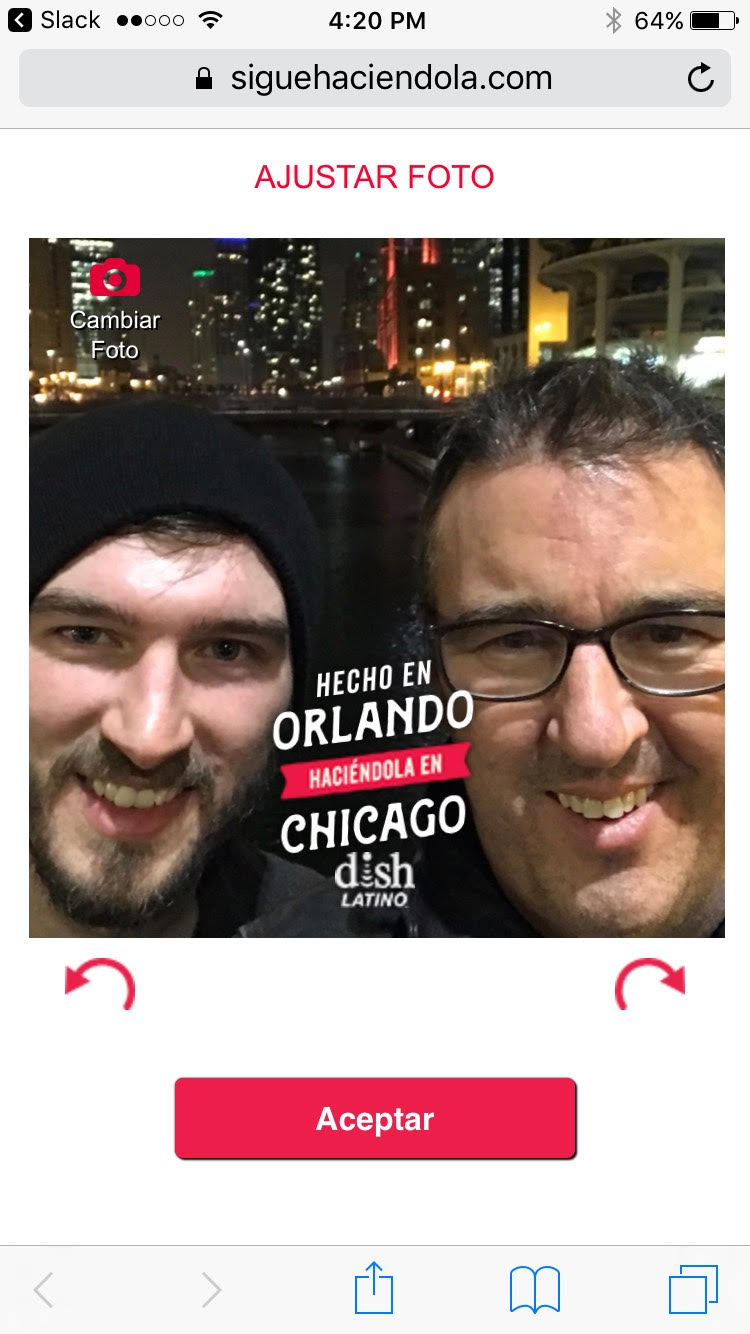 Slack
4:20 PM
64%
siguehaciendola.com
AJUSTAR FOTO
Cambiar
Foto
HECHO EN
ORLANDO
HACIÉNDOLA EN
CHICAGO
dish
LATINO
Aceptar